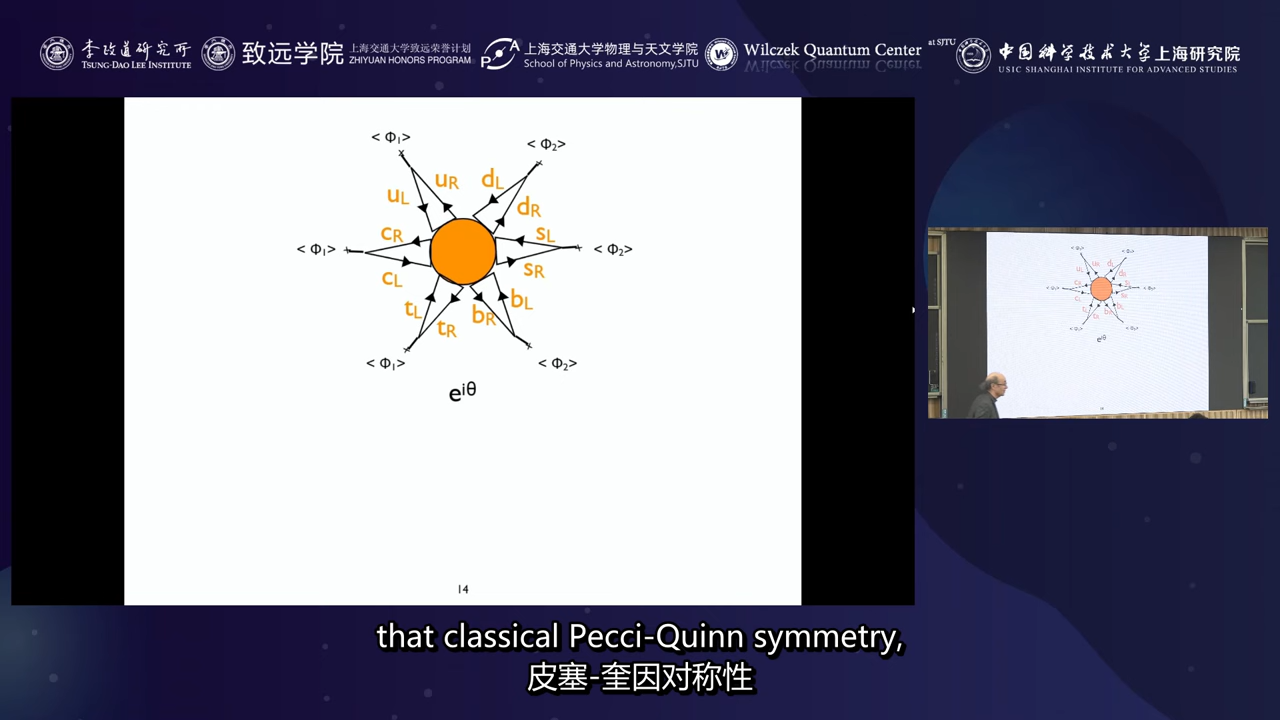 李政道研究所
TSUNG-DAO LEE INSTITUTE
致远学院
上海交通大学致远荣誉计划
ZHIYUAN HONORS PROGRAM
PA
上海交通大学物理与天文学院
School of Physics and Astronomy,SJTU
W
Wilczek Quantum Center
at SJTU
中国科学技术大学上海研究院
USIC SHANGHAI INSTITUTE FOR ADVANCED STUDIES
< Φ1>
< Φ2>
uL
uR
dL
dR
< Φ1>
cR
cL
sL
sR
< Φ2>
tL
tR
bR
bL
< Φ1>
< Φ2>
e^iθ
14
that classical Pecci-Quinn symmetry,
皮塞-奎因对称性